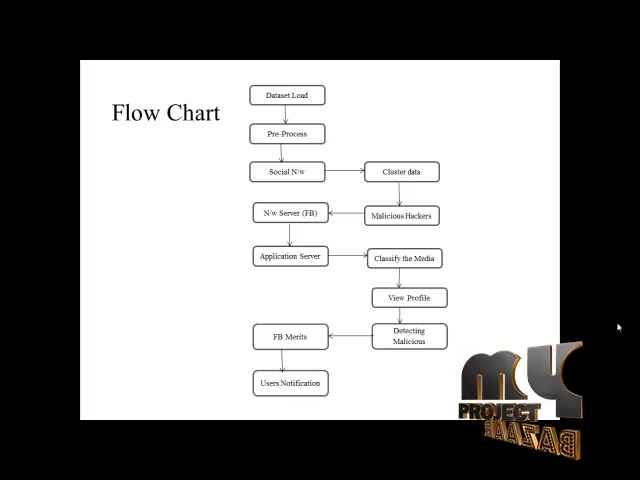 Flow Chart
Dataset Load
Pre-Process
Social N/w
Cluster data
Malicious Hackers
N/w Server (FB)
Application Server
Classify the Media
View Profile
Detecting
Malicious
FB Merits
Users Notification
MY
PROJECT
BAZAAR